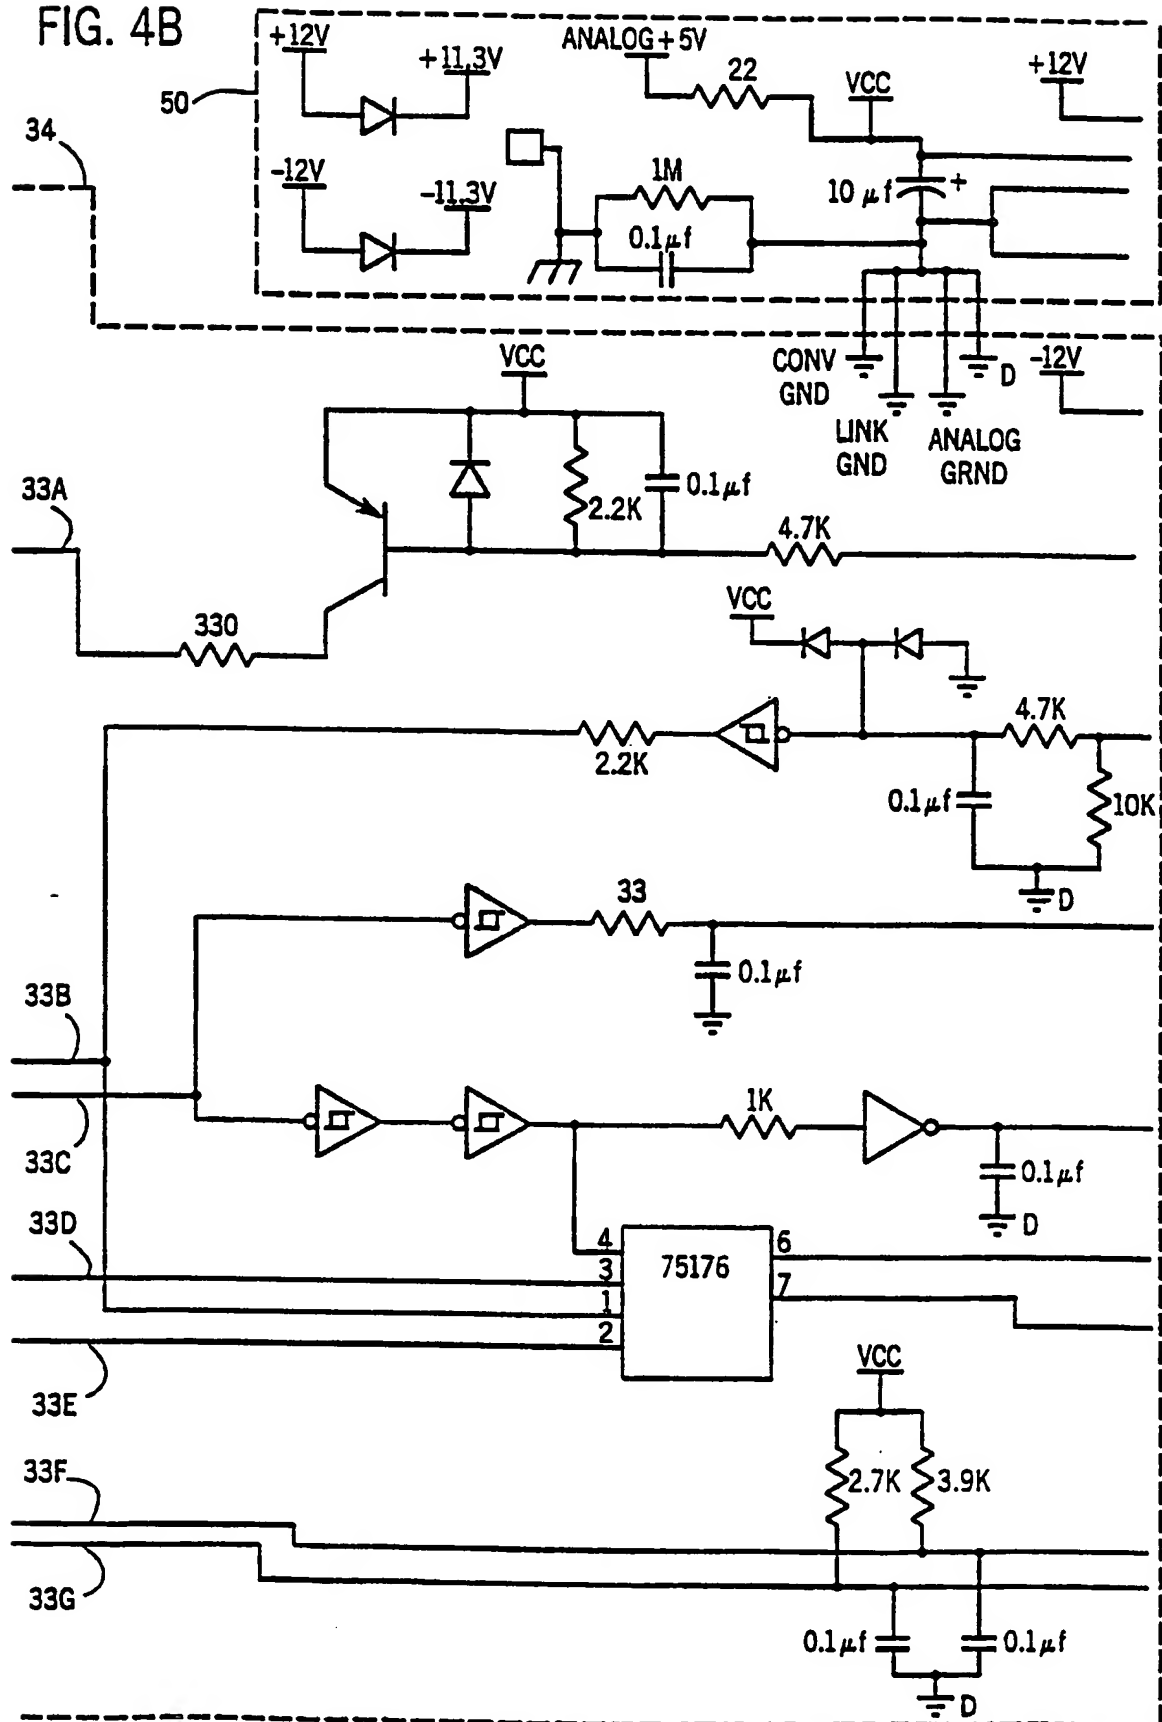 FIG. 4B
+12V
+11.3V
ANALOG +5V
22
VCC
+12V
50
34
-12V
-11.3V
1M
0.1μf
10 μf
+
CONV
GND
LINK
GND
ANALOG
GRND
D
-12V
VCC
33A
2.2K
0.1μf
4.7K
330
VCC
4.7K
2.2K
0.1μf
10K
D
33
0.1μf
33B
33C
1K
0.1μf
D
33D
4
3
1
2
75176
6
7
33E
VCC
2.7K
3.9K
33F
33G
0.1μf
0.1μf
D